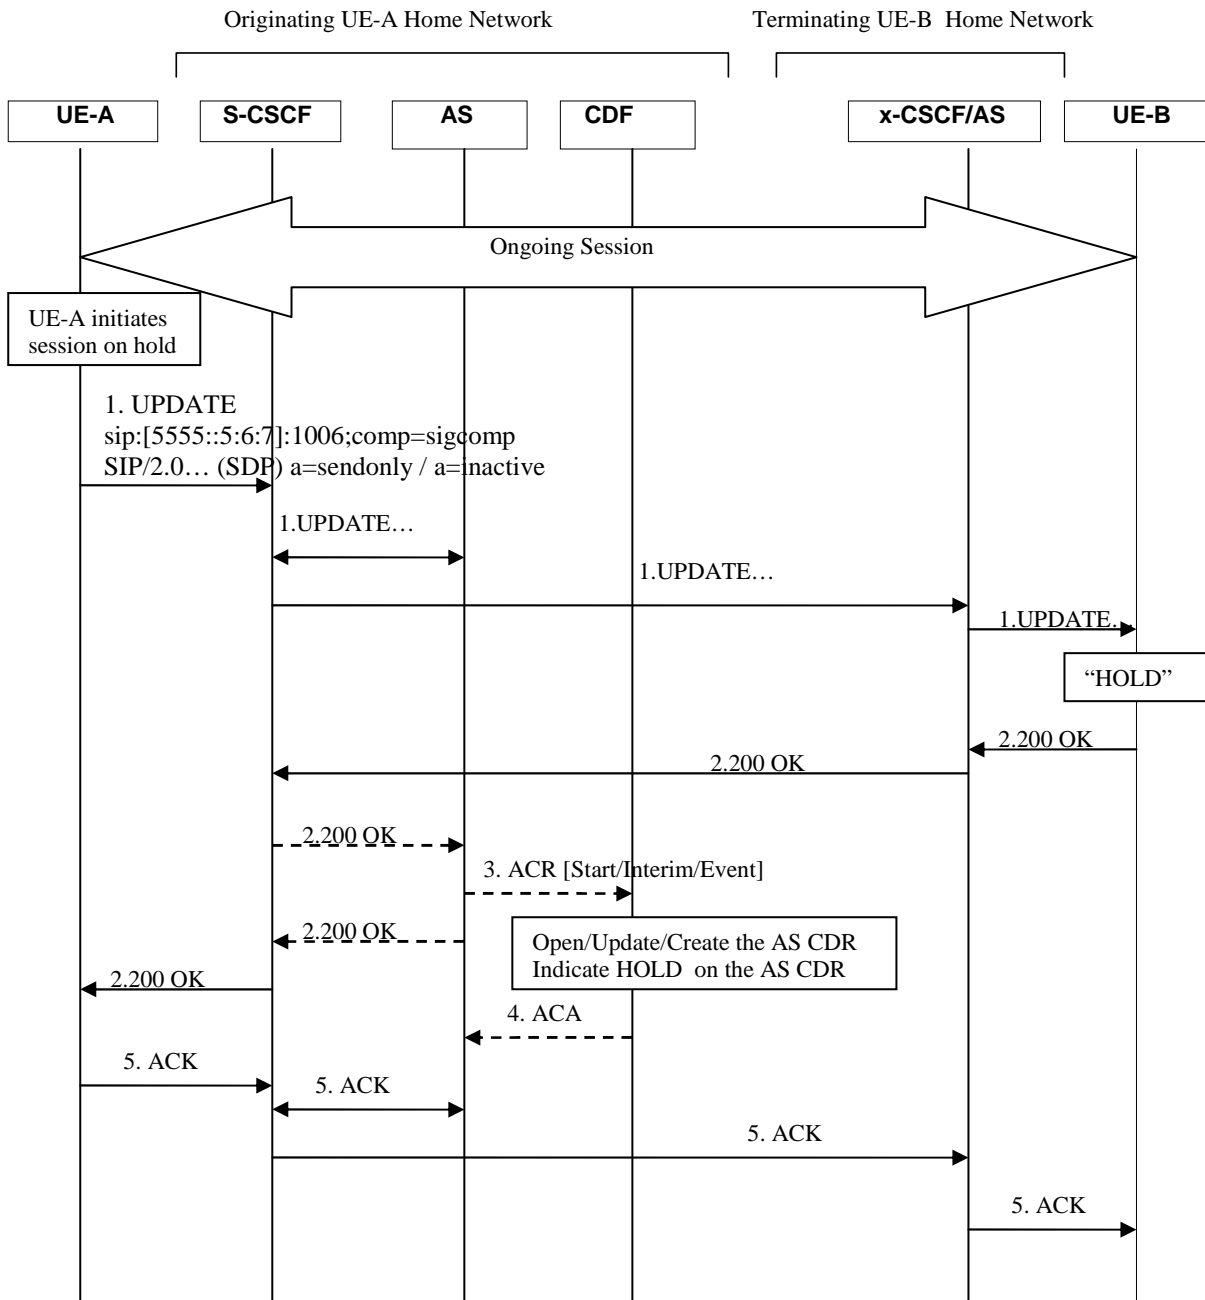 Originating UE-A Home Network
Terminating UE-B Home Network
UE-A
S-CSCF
AS
CDF
x-CSCF/AS
UE-B
Ongoing Session
UE-A initiates
session on hold
1. UPDATE
sip:[5555::5:6:7]:1006;comp=sigcomp
SIP/2.0… (SDP) a=sendonly / a=inactive
1.UPDATE…
1.UPDATE…
1.UPDATE…
“HOLD”
2.200 OK
2.200 OK
2.200 OK
3. ACR [Start/Interim/Event]
2.200 OK
Open/Update/Create the AS CDR
Indicate HOLD on the AS CDR
2.200 OK
4. ACA
5. ACK
5. ACK
5. ACK
5. ACK